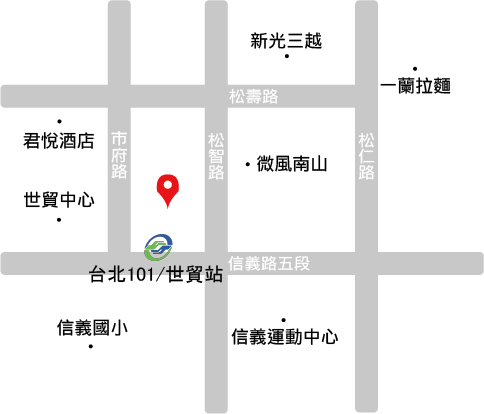 新光三越
一蘭拉麵
松壽路
君悅酒店
市府路
松智路
松仁路
微風南山
世貿中心
信義路五段
台北101/世貿站
信義國小
信義運動中心